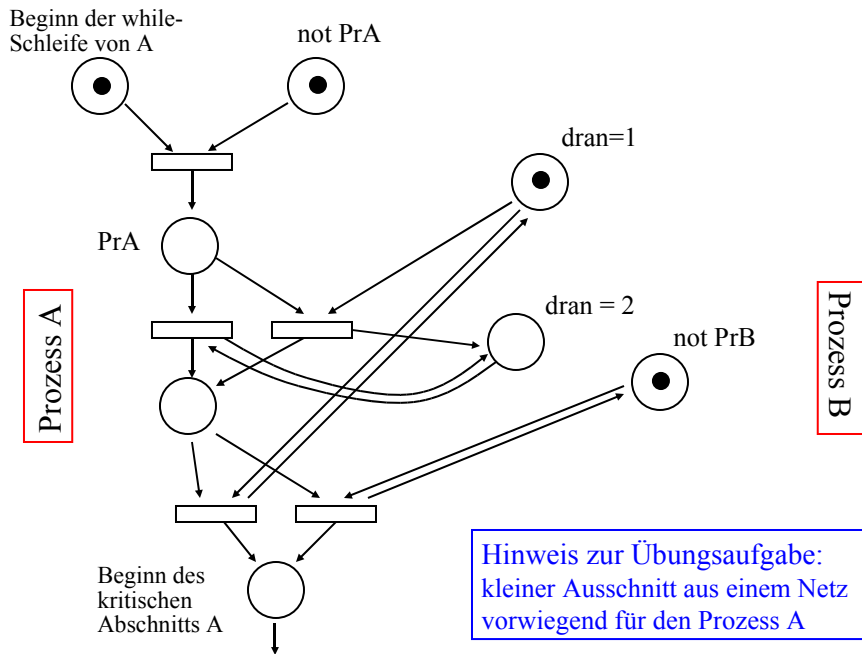 Beginn der while-
Schleife von A
not PrA
dran=1
PrA
dran = 2
not PrB
Prozess A
Prozess B
Beginn des
kritischen
Abschnitts A
Hinweis zur Übungsaufgabe:
kleiner Ausschnitt aus einem Netz
vorwiegend für den Prozess A